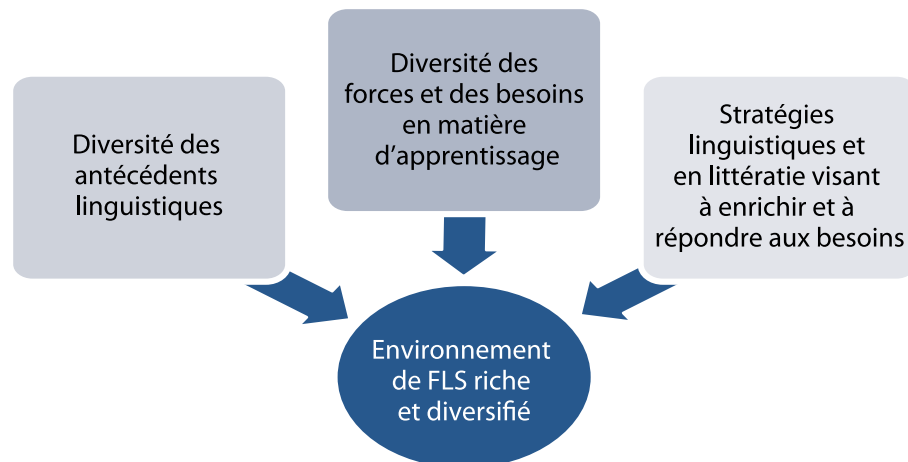 Diversité des
antécédents
linguistiques
Diversité des
forces et des besoins
en matière
d’apprentissage
Stratégies
linguistiques et
en littératie visant
à enrichir et à
répondre aux besoins
Environnement
de FLS riche
et diversifié